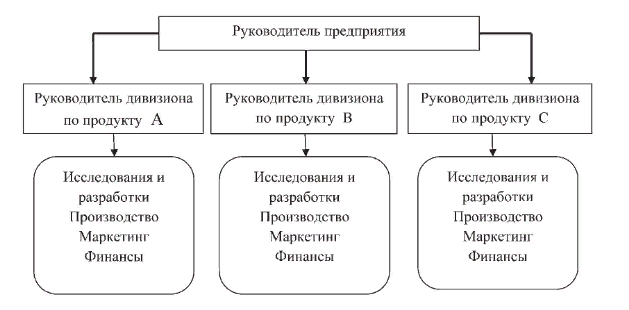 Руководитель предприятия
Руководитель дивизиона
по продукту А
Руководитель дивизиона
по продукту В
Руководитель дивизиона
по продукту С
Исследования и
разработки
Производство
Маркетинг
Финансы
Исследования и
разработки
Производство
Маркетинг
Финансы
Исследования и
разработки
Производство
Маркетинг
Финансы